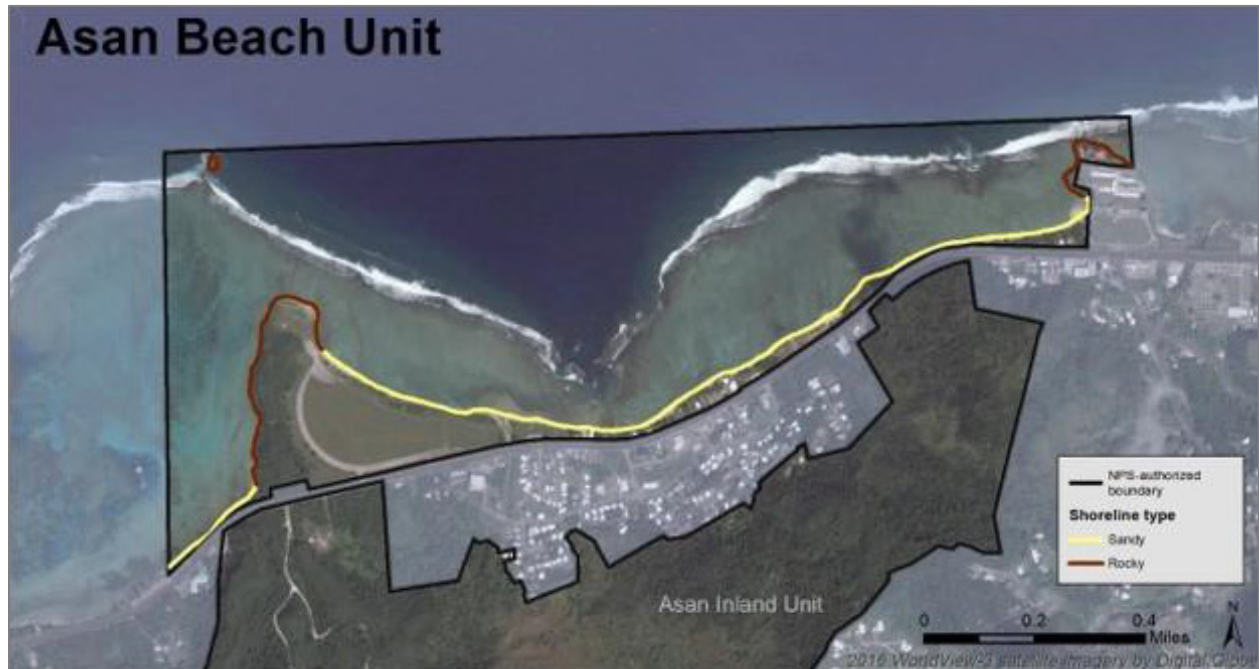 Asan Beach Unit
NPS-authorized
boundary
Shoreline type
Sandy
Rocky
Asan Inland Unit
0 0.2 0.4
Miles
N
2016 WorldView-3 satellite imagery by Digital